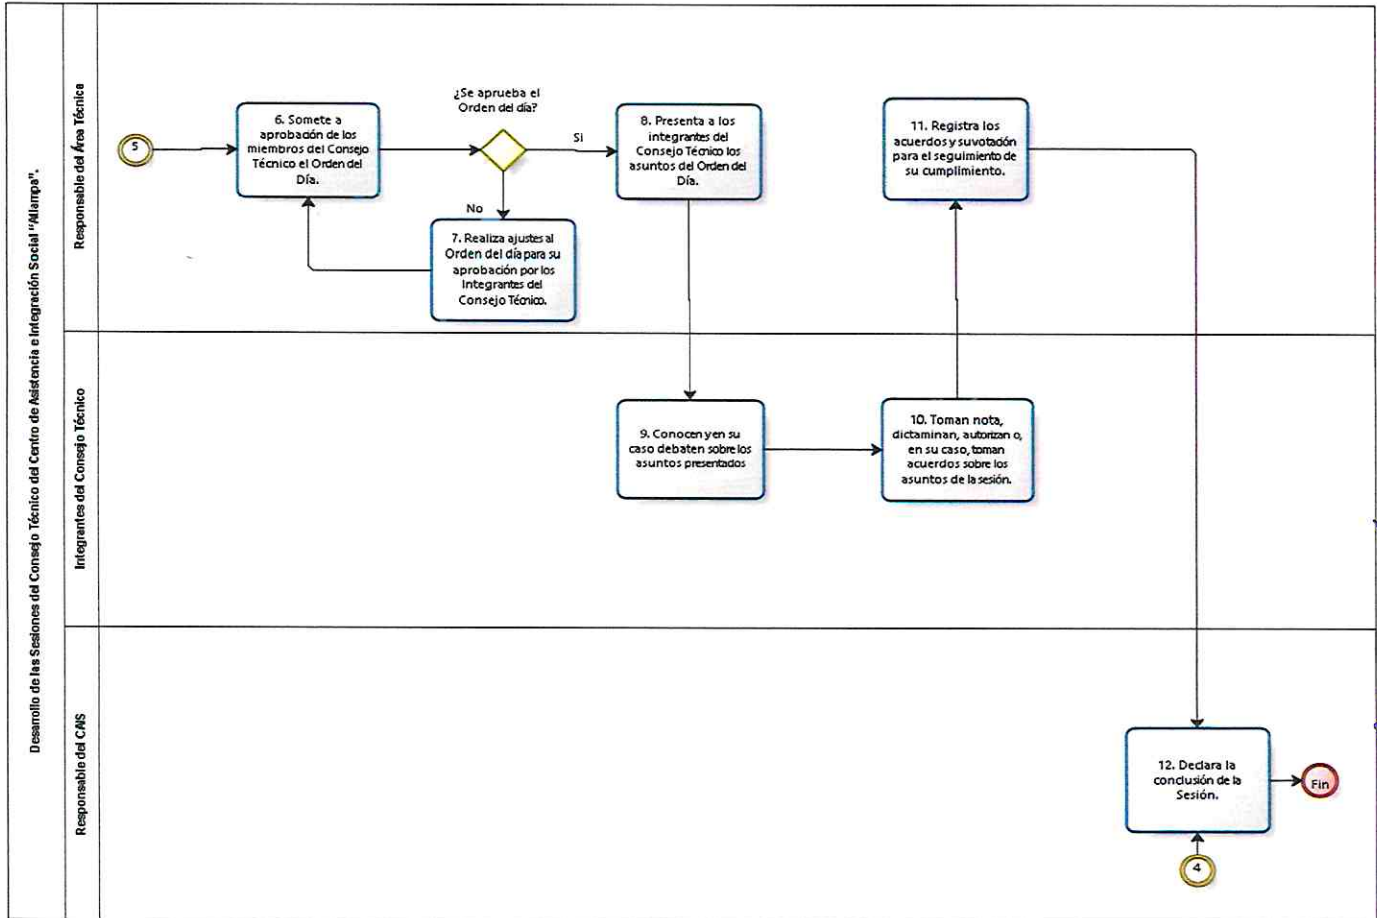 Desarrollo de las Sesiones del Consejo Técnico del Centro de Asistencia e Integración Social "Atlampa".
Responsable del Área Técnica
5
6. Somete a
aprobación de los
miembros del Consejo
Técnico el Orden del
Día.
¿Se aprueba el
Orden del día?
Si
No
7. Realiza ajustes al
Orden del día para su
aprobación por los
Integrantes del
Consejo Técnico.
8. Presenta a los
integrantes del
Consejo Técnico los
asuntos del Orden del
Día.
11. Registra los
acuerdos y su votación
para el seguimiento de
su cumplimiento.
Integrantes del Consejo Técnico
9. Conocen y en su
caso debaten sobre los
asuntos presentados
10. Toman nota,
dictaminan, autorizan o,
en su caso, toman
acuerdos sobre los
asuntos de la sesión.
Responsable del CAIS
12. Declara la
conclusión de la
Sesión.
Fin
4